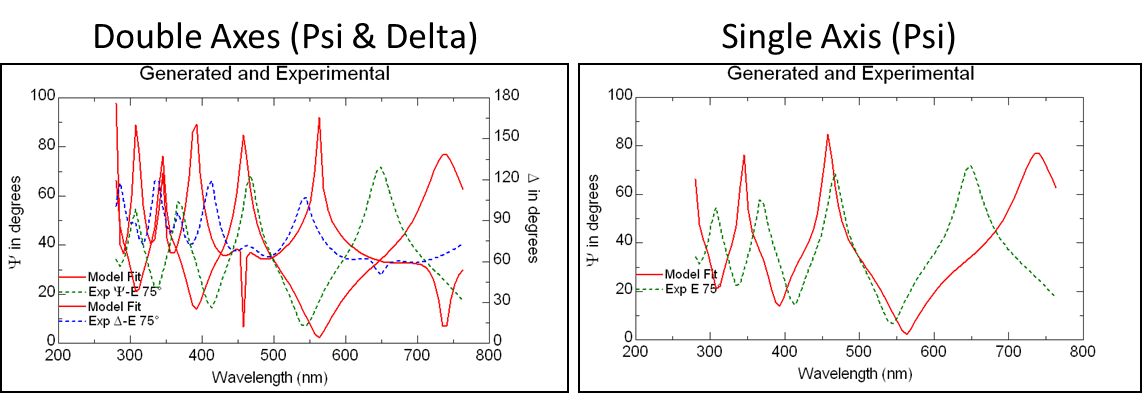 Double Axes (Psi & Delta)
Generated and Experimental
100
80
60
40
20
0
Ψ in degrees
180
150
120
90
60
30
0
Δ in degrees
Model Fit
Exp Ψ-E 75°
Model Fit
Exp Δ-E 75°
200 300 400 500 600 700 800
Wavelength (nm)
Single Axis (Psi)
Generated and Experimental
100
80
60
40
20
0
Ψ in degrees
Model Fit
Exp E 75°
200 300 400 500 600 700 800
Wavelength (nm)